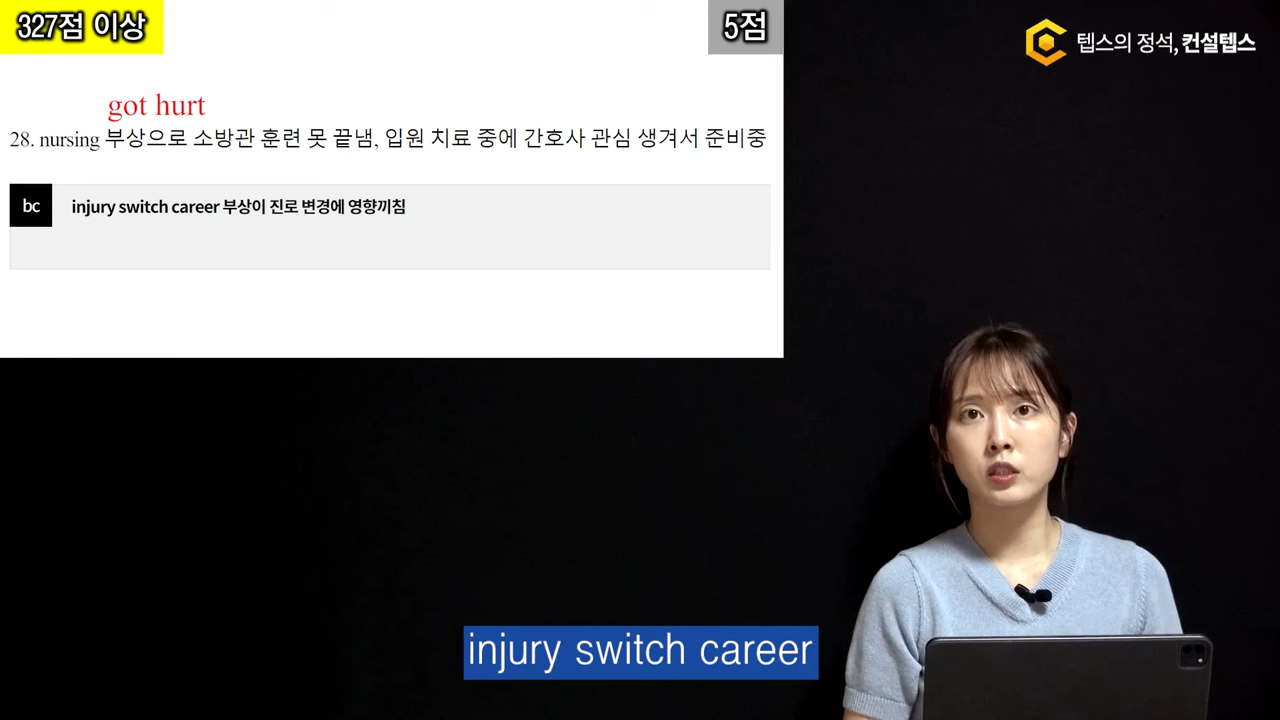 327점 이상
5점
텝스의 정석, 컨설텝스
got hurt
28. nursing 부상으로 소방관 훈련 못 끝냄, 입원 치료 중에 간호사 관심 생겨서 준비중
bc
injury switch career 부상이 진로 변경에 영향끼침
injury switch career